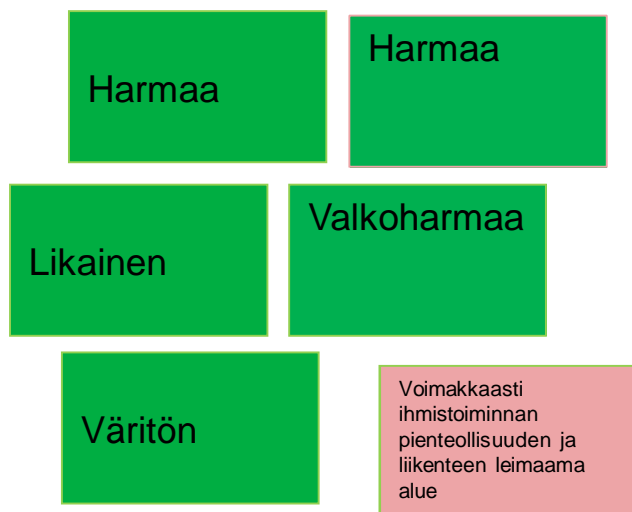 Harmaa
Harmaa
Likainen
Valkoharmaa
Väritön
Voimakkaasti
ihmistoiminnan
pienteollisuuden ja
liikenteen leimaama
alue